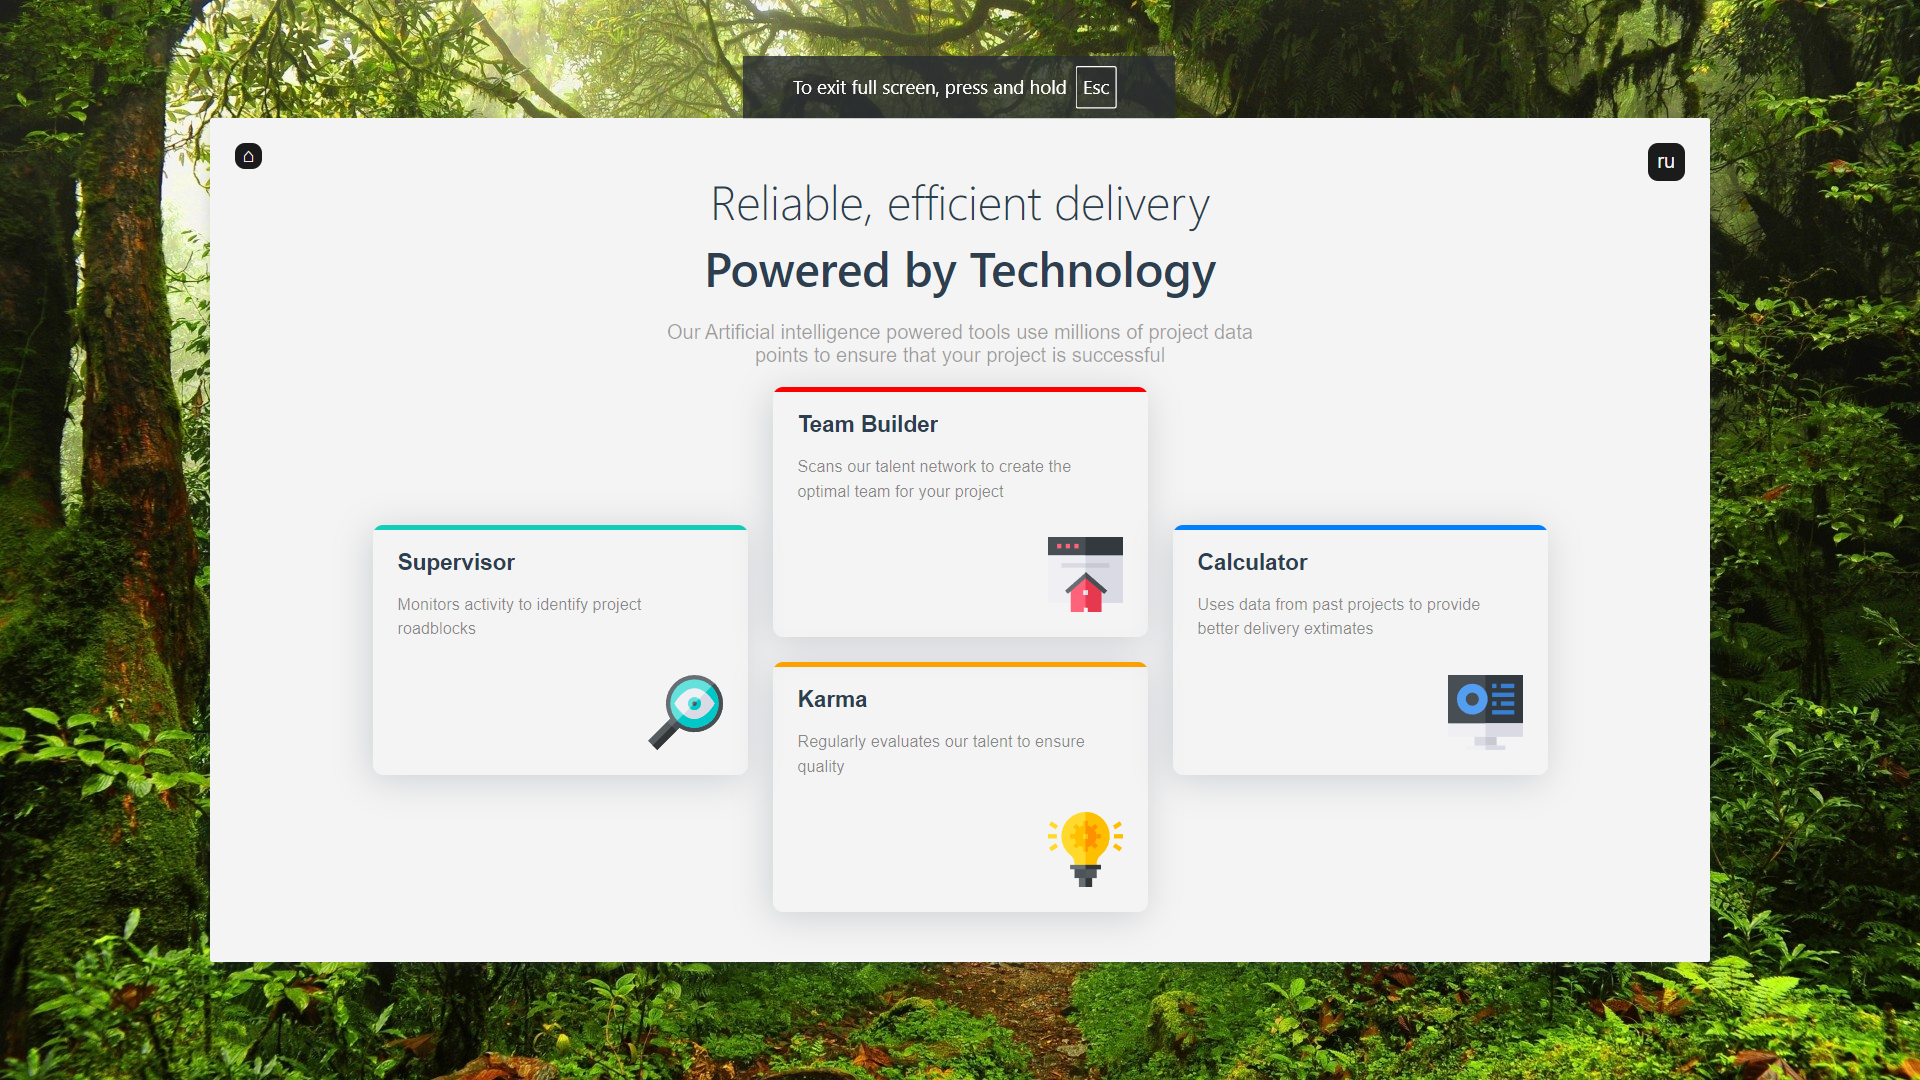 To exit full screen, press and hold Esc
ru
Reliable, efficient delivery
Powered by Technology
Our Artificial intelligence powered tools use millions of project data
points to ensure that your project is successful
Team Builder
Scans our talent network to create the
optimal team for your project
Supervisor
Monitors activity to identify project
roadblocks
Calculator
Uses data from past projects to provide
better delivery extimates
Karma
Regularly evaluates our talent to ensure
quality